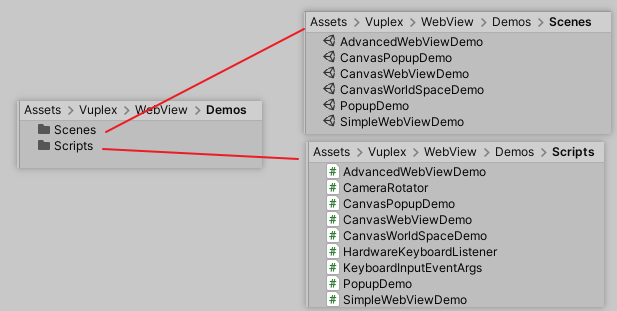 Assets > Vuplex > WebView > Demos
Scenes
Scripts
Assets > Vuplex > WebView > Demos > Scenes
AdvancedWebViewDemo
CanvasPopupDemo
CanvasWebViewDemo
CanvasWorldSpaceDemo
PopupDemo
SimpleWebViewDemo
Assets > Vuplex > WebView > Demos > Scripts
# AdvancedWebViewDemo
# CameraRotator
# CanvasPopupDemo
# CanvasWebViewDemo
# CanvasWorldSpaceDemo
# HardwareKeyboardListener
# KeyboardInputEventArgs
# PopupDemo
# SimpleWebViewDemo